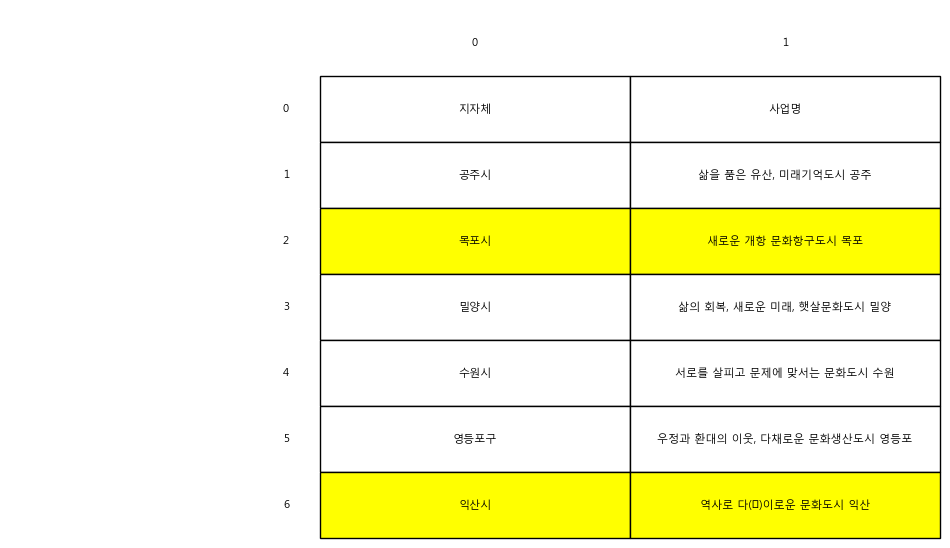 0 1
0 지자체 사업명
1 공주시 삶을 품은 유산, 미래기억도시 공주
2 목포시 새로운 개항 문화항구도시 목포
3 밀양시 삶의 회복, 새로운 미래, 햇살문화도시 밀양
4 수원시 서로를 살피고 문제에 맞서는 문화도시 수원
5 영등포구 우정과 환대의 이웃, 다채로운 문화생산도시 영등포
6 익산시 역사로 다(□)이로운 문화도시 익산